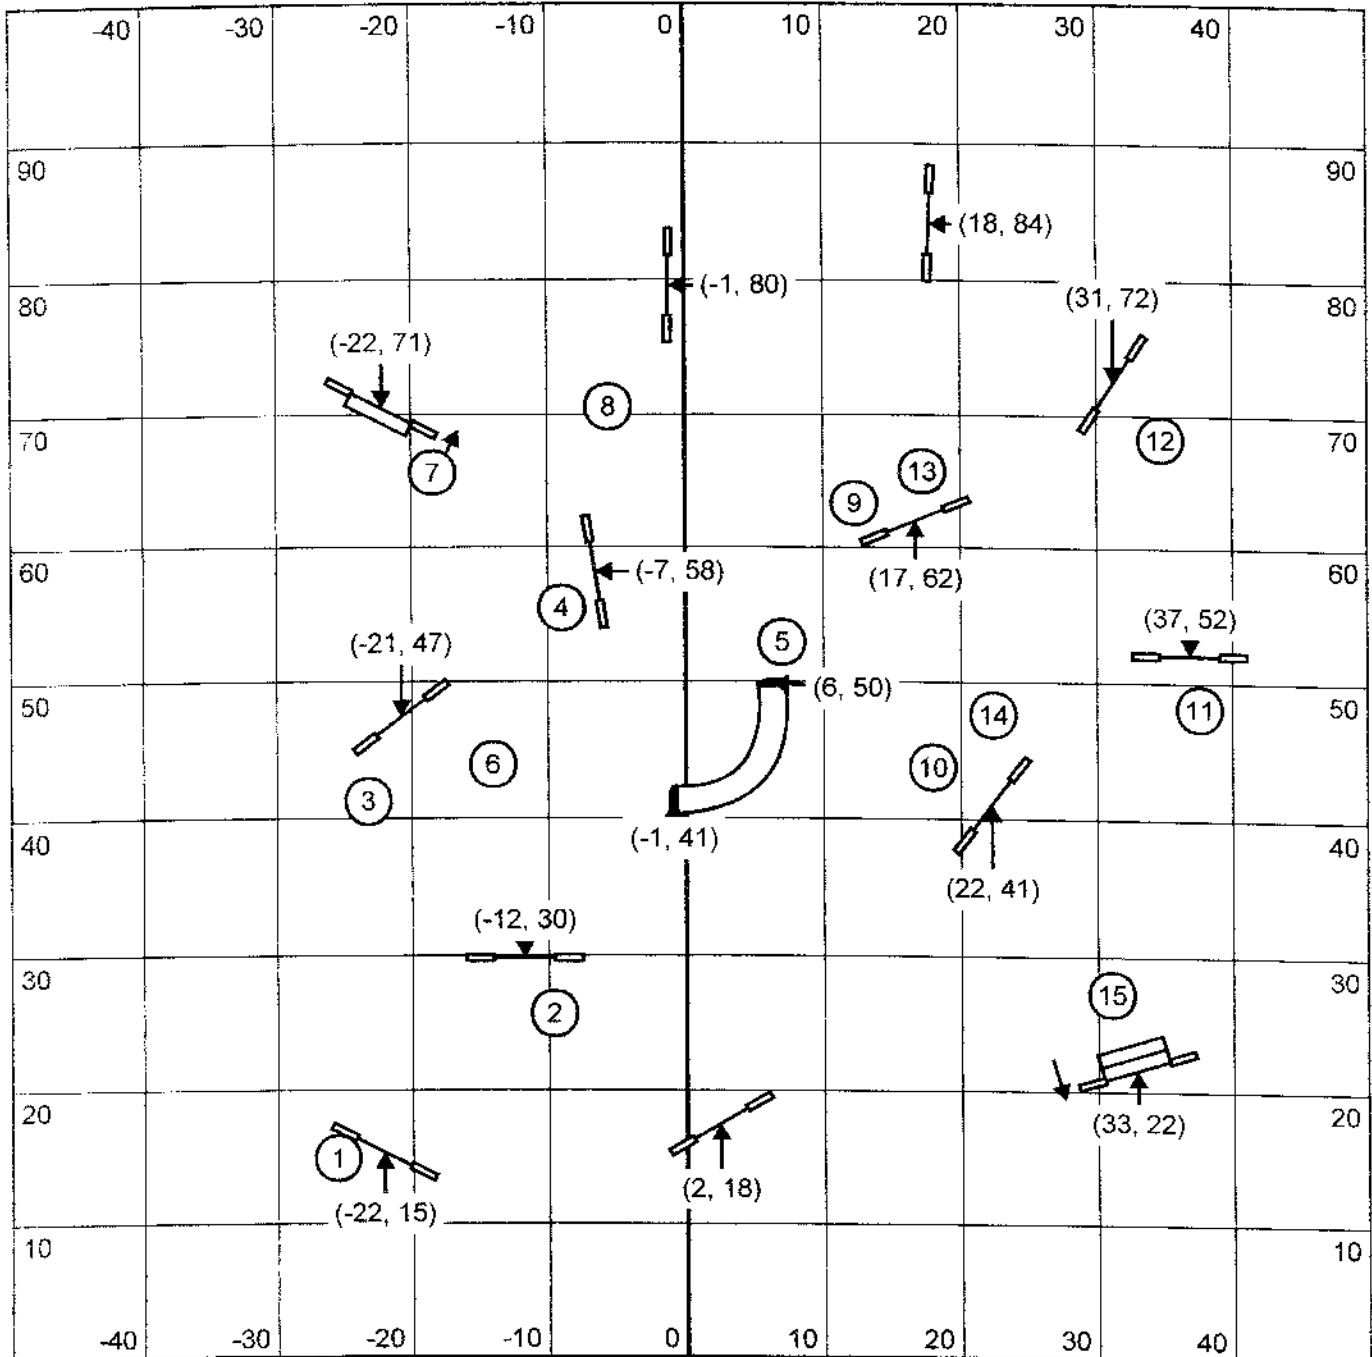 -40 -30 -20 -10 0 10 20 30 40
90 90
(18, 84)
(-1, 80)
80 (31, 72) 80
(-22, 71)
8
70 7 13 12 70
9
60 (-7, 58) (17, 62) 60
4
(-21, 47) 5 (37, 52)
50 (6, 50) 14 11 50
6 10
3
40 (-1, 41) 40
(22, 41)
(-12, 30)
30 15 30
2
20 (33, 22) 20
1
(2, 18)
(-22, 15)
10 10
-40 -30 -20 -10 0 10 20 30 40